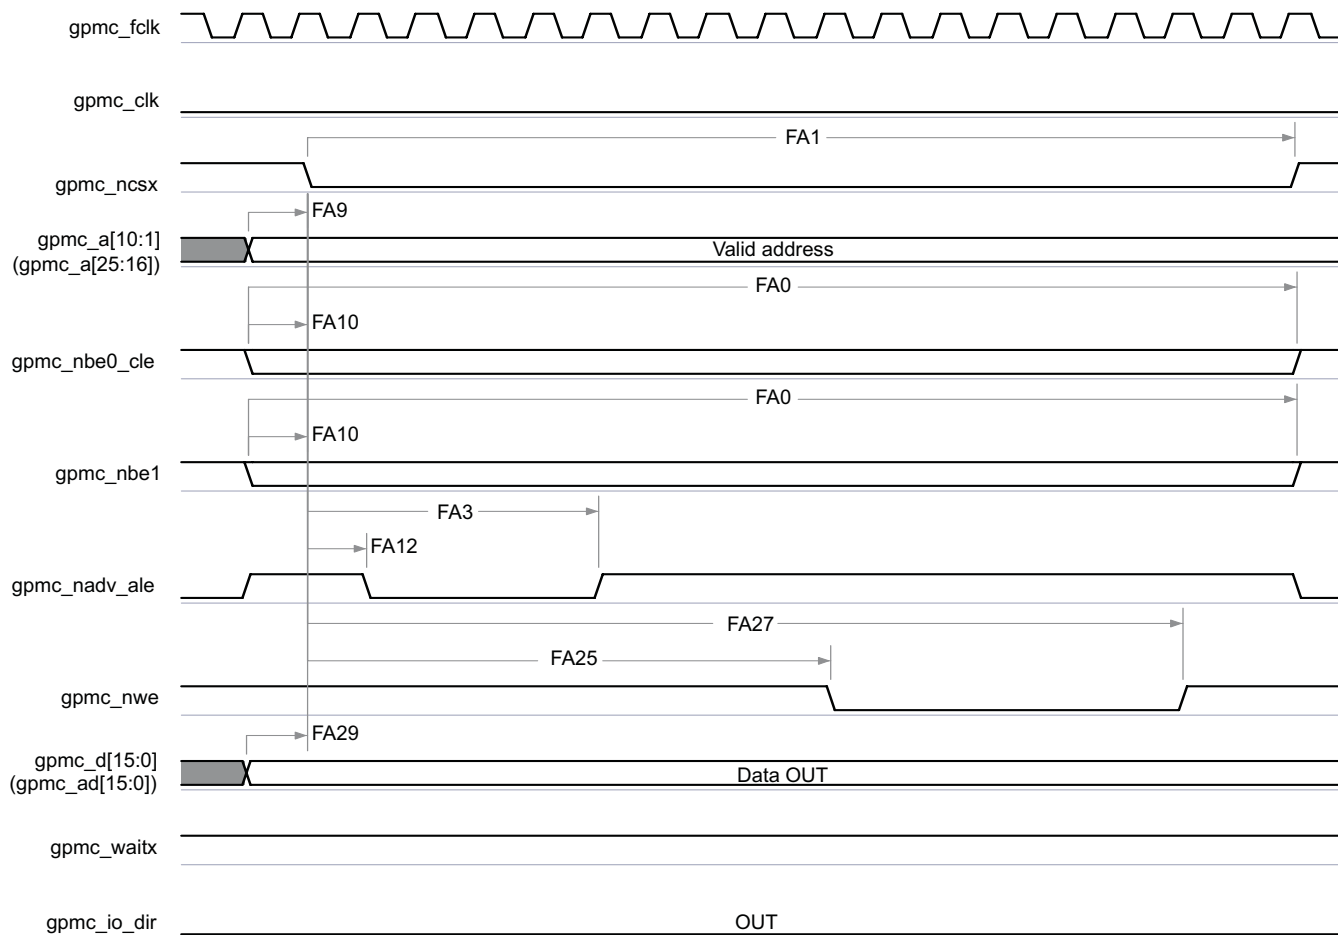 gpmc_fclk
gpmc_clk
FA1
gpmc_ncsx
FA9
gpmc_a[10:1]
(gpmc_a[25:16])
Valid address
FA0
FA10
gpmc_nbe0_cle
FA0
FA10
gpmc_nbe1
FA3
FA12
gpmc_nadv_ale
FA27
FA25
gpmc_nwe
FA29
gpmc_d[15:0]
(gpmc_ad[15:0])
Data OUT
gpmc_waitx
gpmc_io_dir
OUT